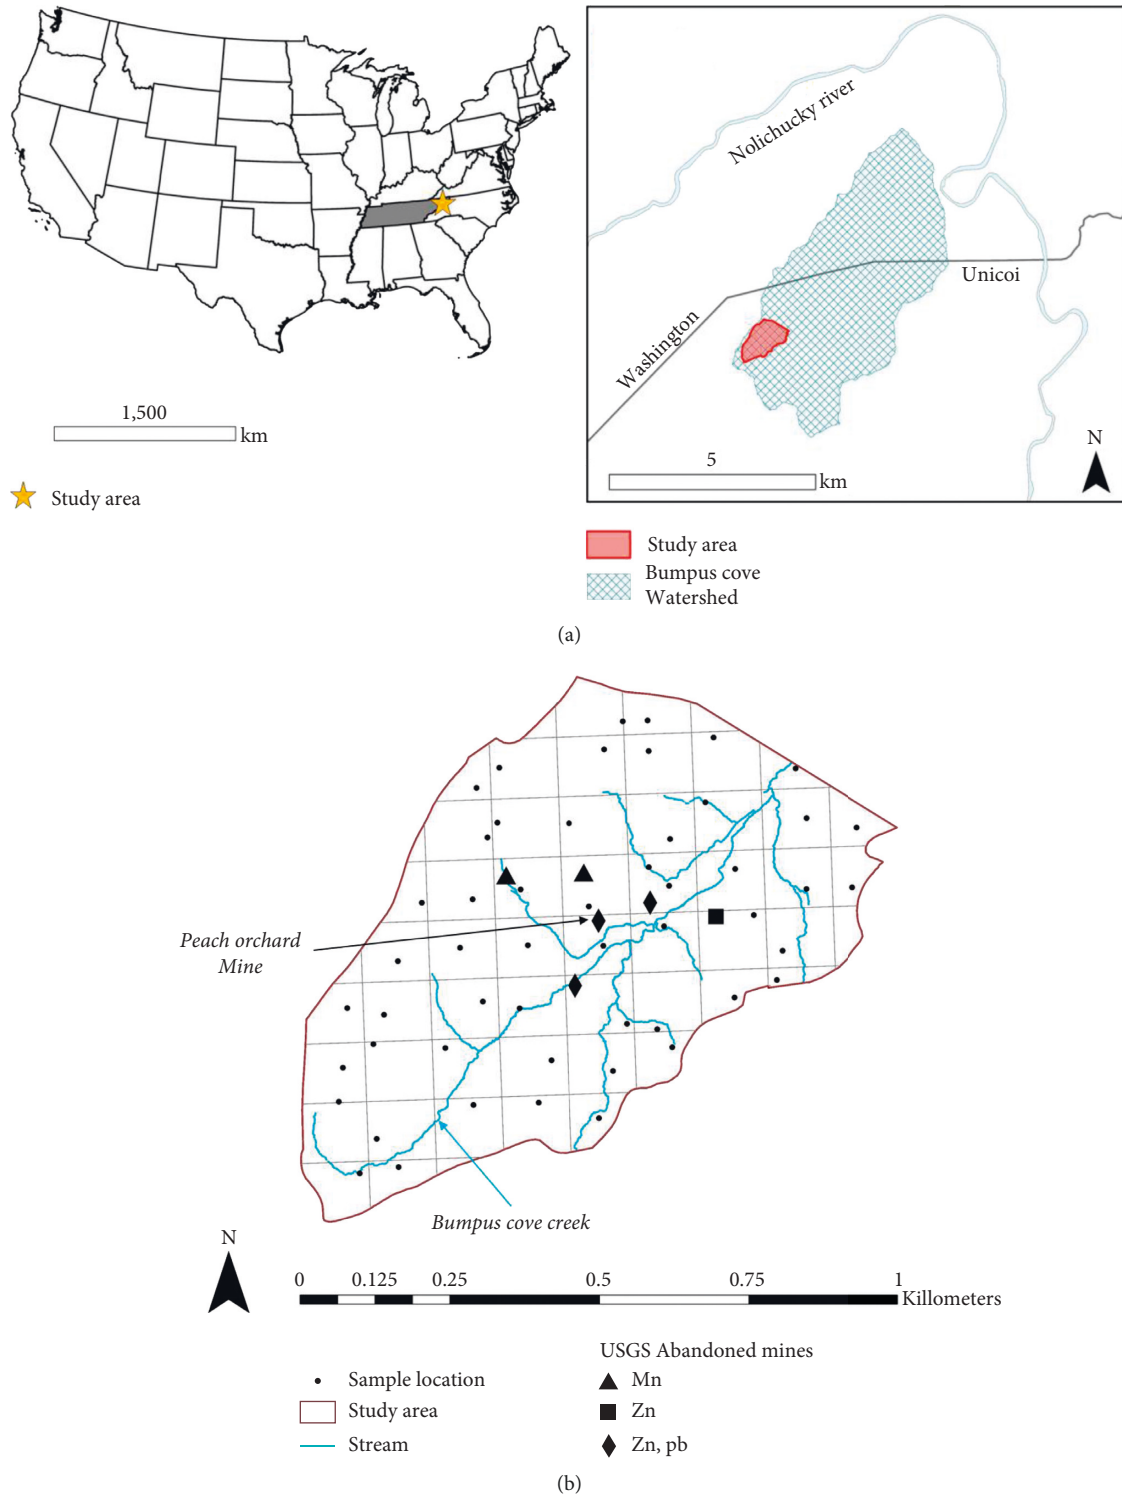 1,500
km
Study area
Nolichucky river
Unicoi
Washington
5
km
N
Study area
Bumpus cove
Watershed
(a)
Peach orchard
Mine
Bumpus cove creek
N
0 0.125 0.25 0.5 0.75 1
Killometers
Sample location
Study area
Stream
USGS Abandoned mines
Mn
Zn
Zn, pb
(b)